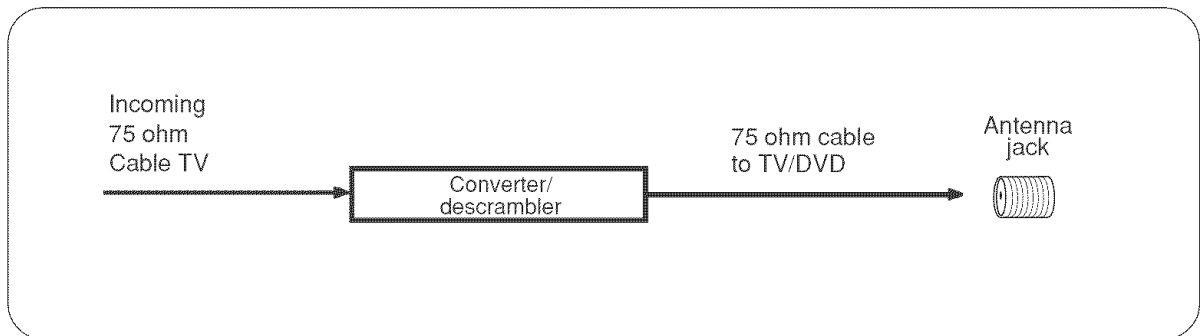 Incoming
75 ohm
Cable TV
Converter/
descrambler
75 ohm cable
to TV/DVD
Antenna
jack